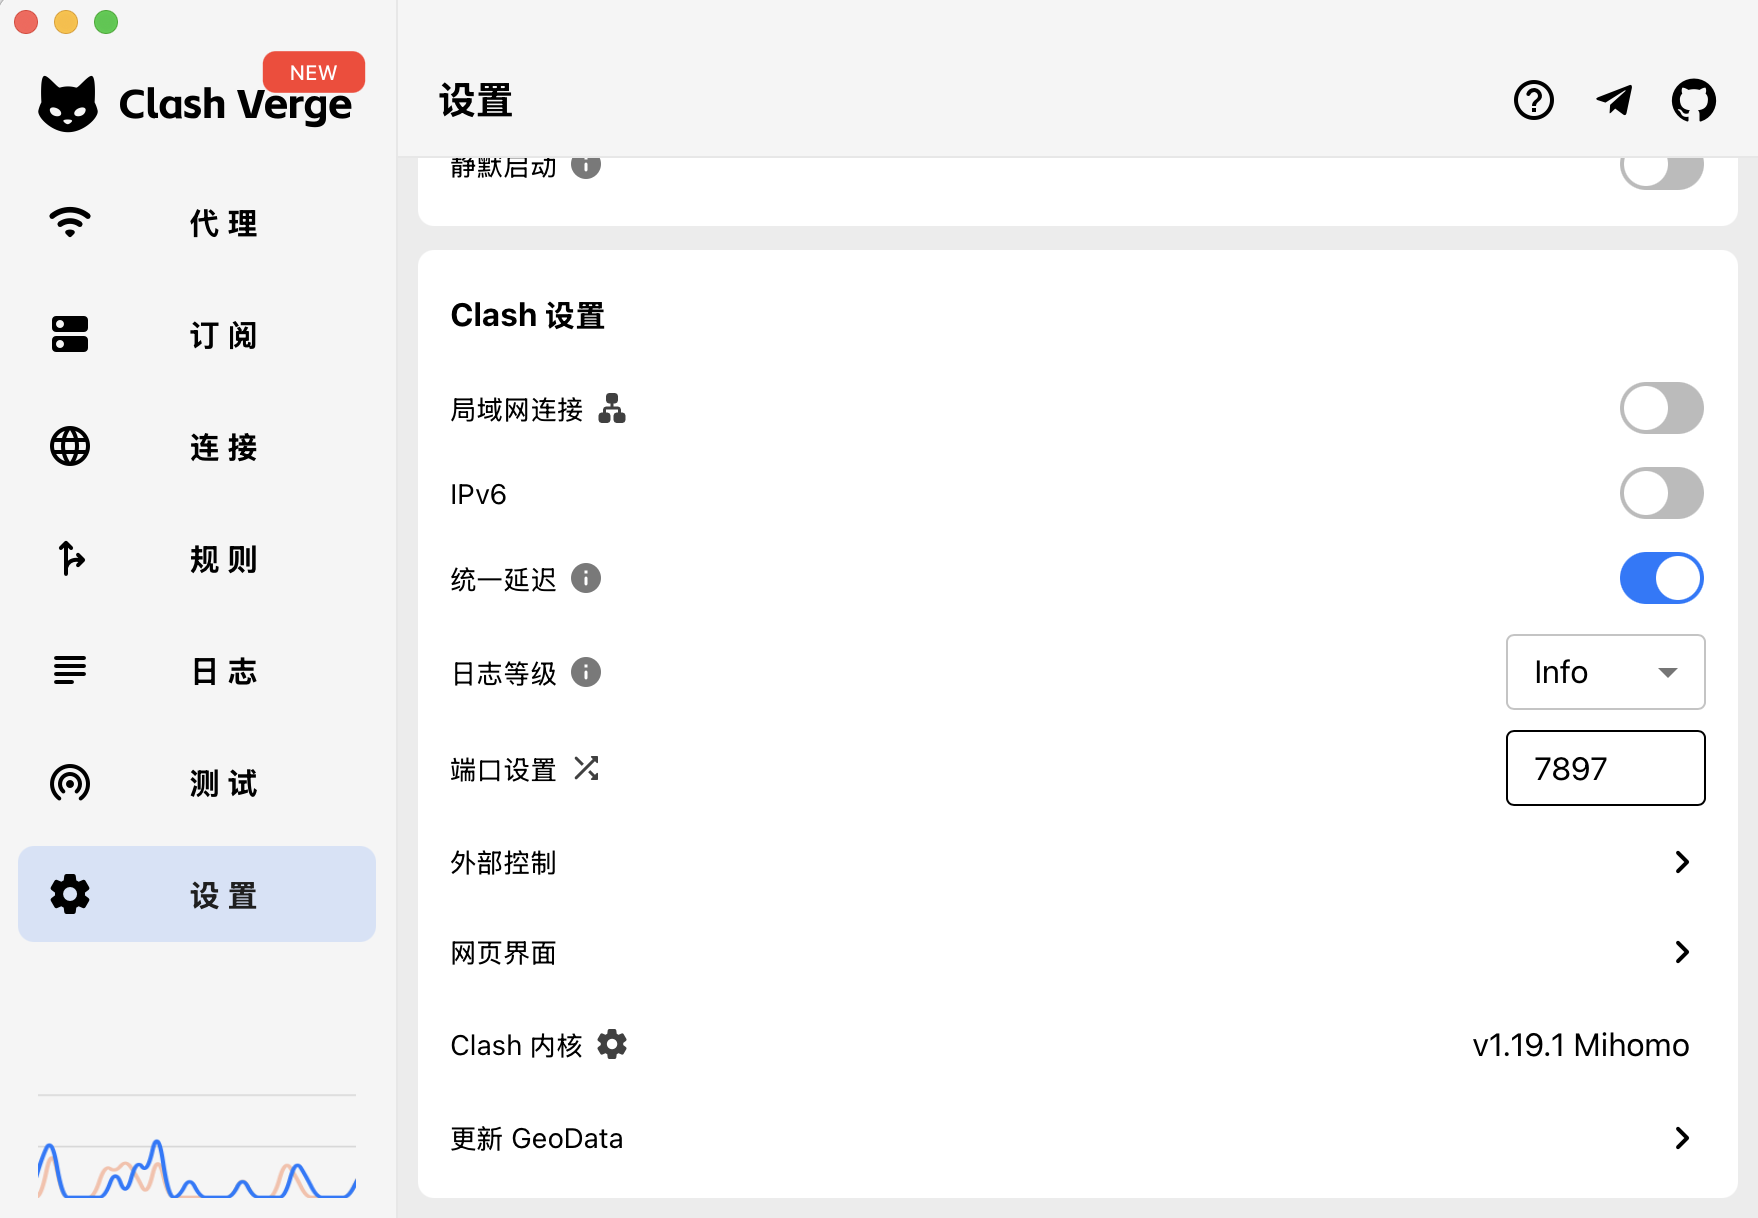 NEW
Clash Verge
代理
订阅
连接
规则
日志
测试
设置
设置
静默启动
Clash 设置
局域网连接
IPv6
统一延迟
日志等级
Info
端口设置
7897
外部控制
网页界面
Clash 内核
v1.19.1 Mihomo
更新 GeoData